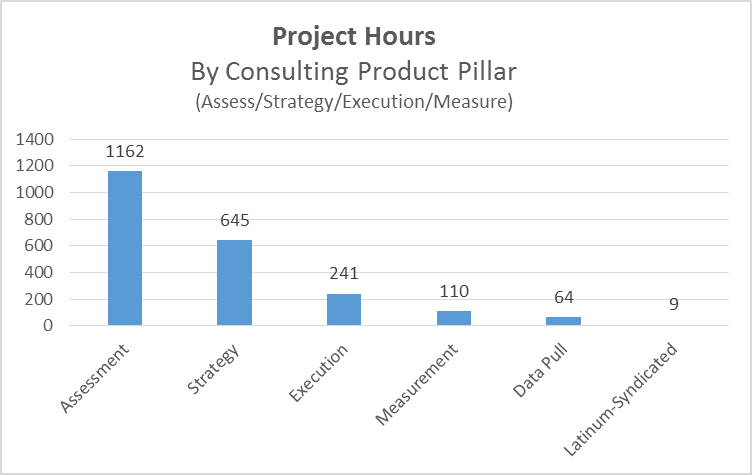 Project Hours
By Consulting Product Pillar
(Assess/Strategy/Execution/Measure)
1400
1200
1000
800
600
400
200
0
1162
645
241
110
64
9
Assessment
Strategy
Execution
Measurement
Data Pull
Latinum-Syndicated